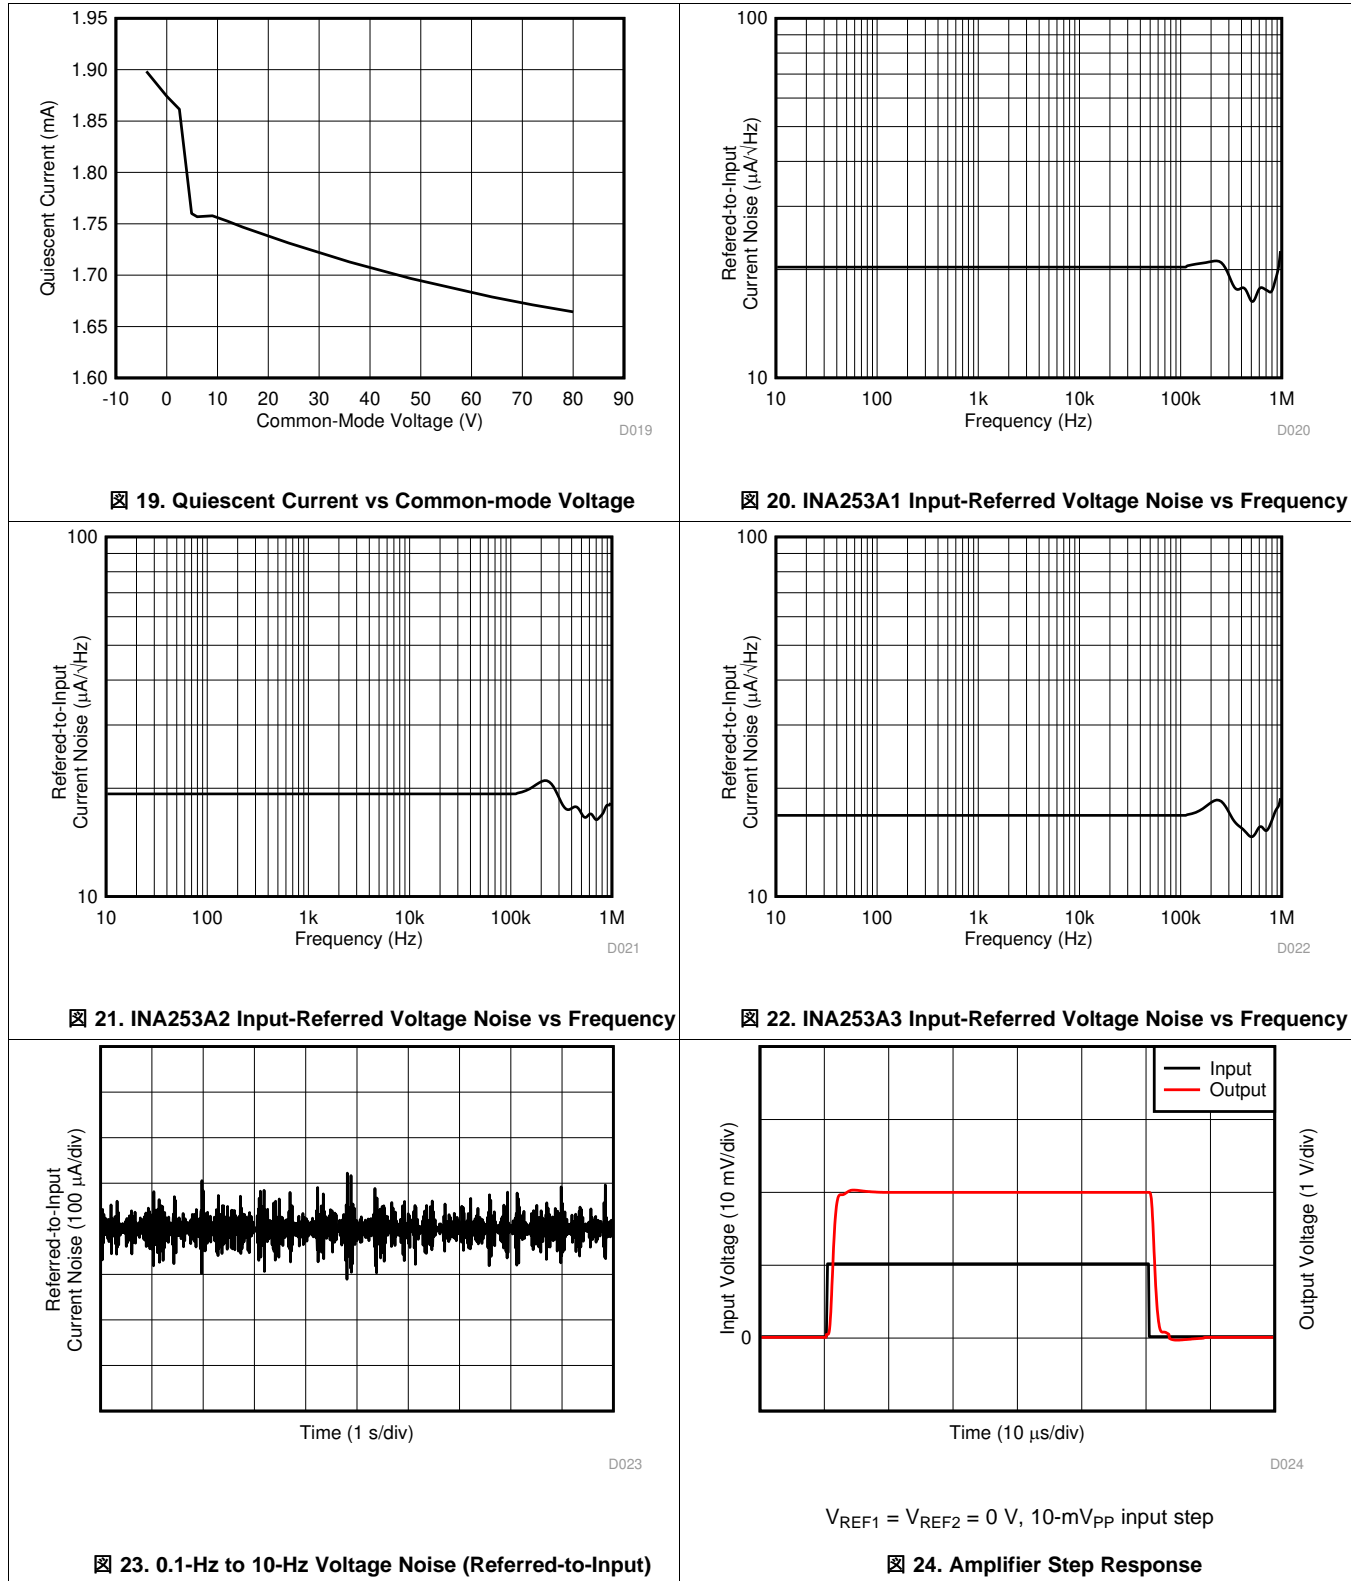 1.95
1.90
1.85
1.80
1.75
1.70
1.65
1.60
Quiescent Current (mA)
-10 0 10 20 30 40 50 60 70 80 90
Common-Mode Voltage (V)
D019
図 19. Quiescent Current vs Common-mode Voltage
100
10
Referred-to-Input
Current Noise (μA/√Hz)
10 100 1k 10k 100k 1M
Frequency (Hz)
D020
図 20. INA253A1 Input-Referred Voltage Noise vs Frequency
100
10
Referred-to-Input
Current Noise (μA/√Hz)
10 100 1k 10k 100k 1M
Frequency (Hz)
D021
図 21. INA253A2 Input-Referred Voltage Noise vs Frequency
100
10
Referred-to-Input
Current Noise (μA/√Hz)
10 100 1k 10k 100k 1M
Frequency (Hz)
D022
図 22. INA253A3 Input-Referred Voltage Noise vs Frequency
Referred-to-Input
Current Noise (100 μA/div)
Time (1 s/div)
D023
図 23. 0.1-Hz to 10-Hz Voltage Noise (Referred-to-Input)
Input
Output
Input Voltage (10 mV/div)
0
Output Voltage (1 V/div)
Time (10 μs/div)
D024
VREF1 = VREF2 = 0 V, 10-mVPP input step
図 24. Amplifier Step Response